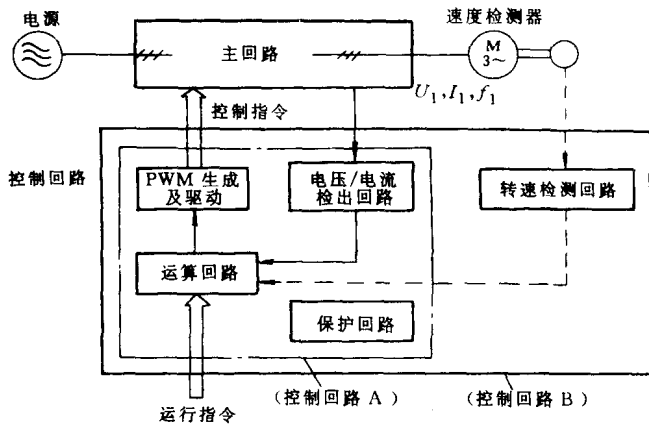 电源
速度检测器
主回路
M
3～
U₁,I₁,f₁
控制指令
控制回路
PWM 生成
及驱动
电压/电流
检出回路
转速检测回路
运算回路
保护回路
(控制回路 A)
(控制回路 B)
运行指令